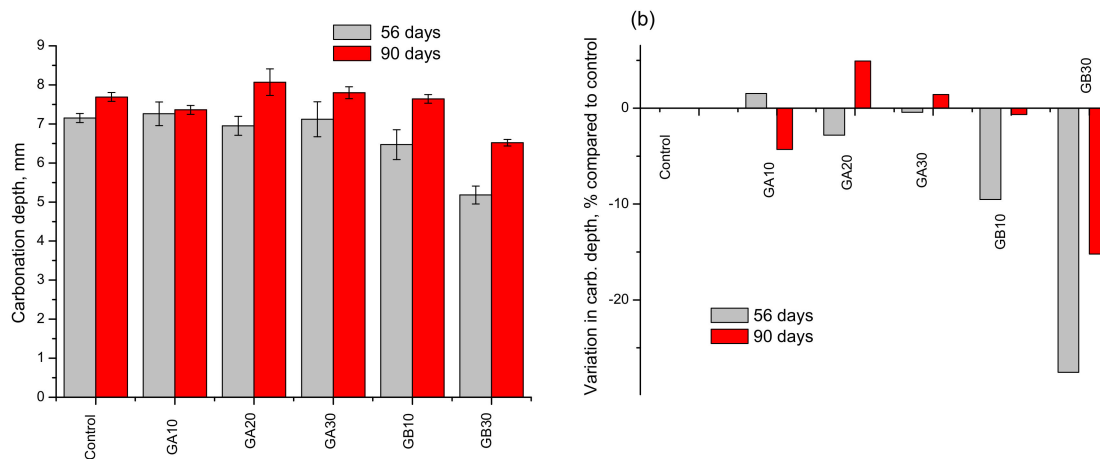 56 days
90 days
9
8
7
6
5
4
3
2
1
0
Carbonation depth, mm
Control
GA10
GA20
GA30
GB10
GB30
(b)
0
-10
-20
Variation in carb. depth, % compared to control
Control
GA10
GA20
GA30
GB10
GB30
56 days
90 days